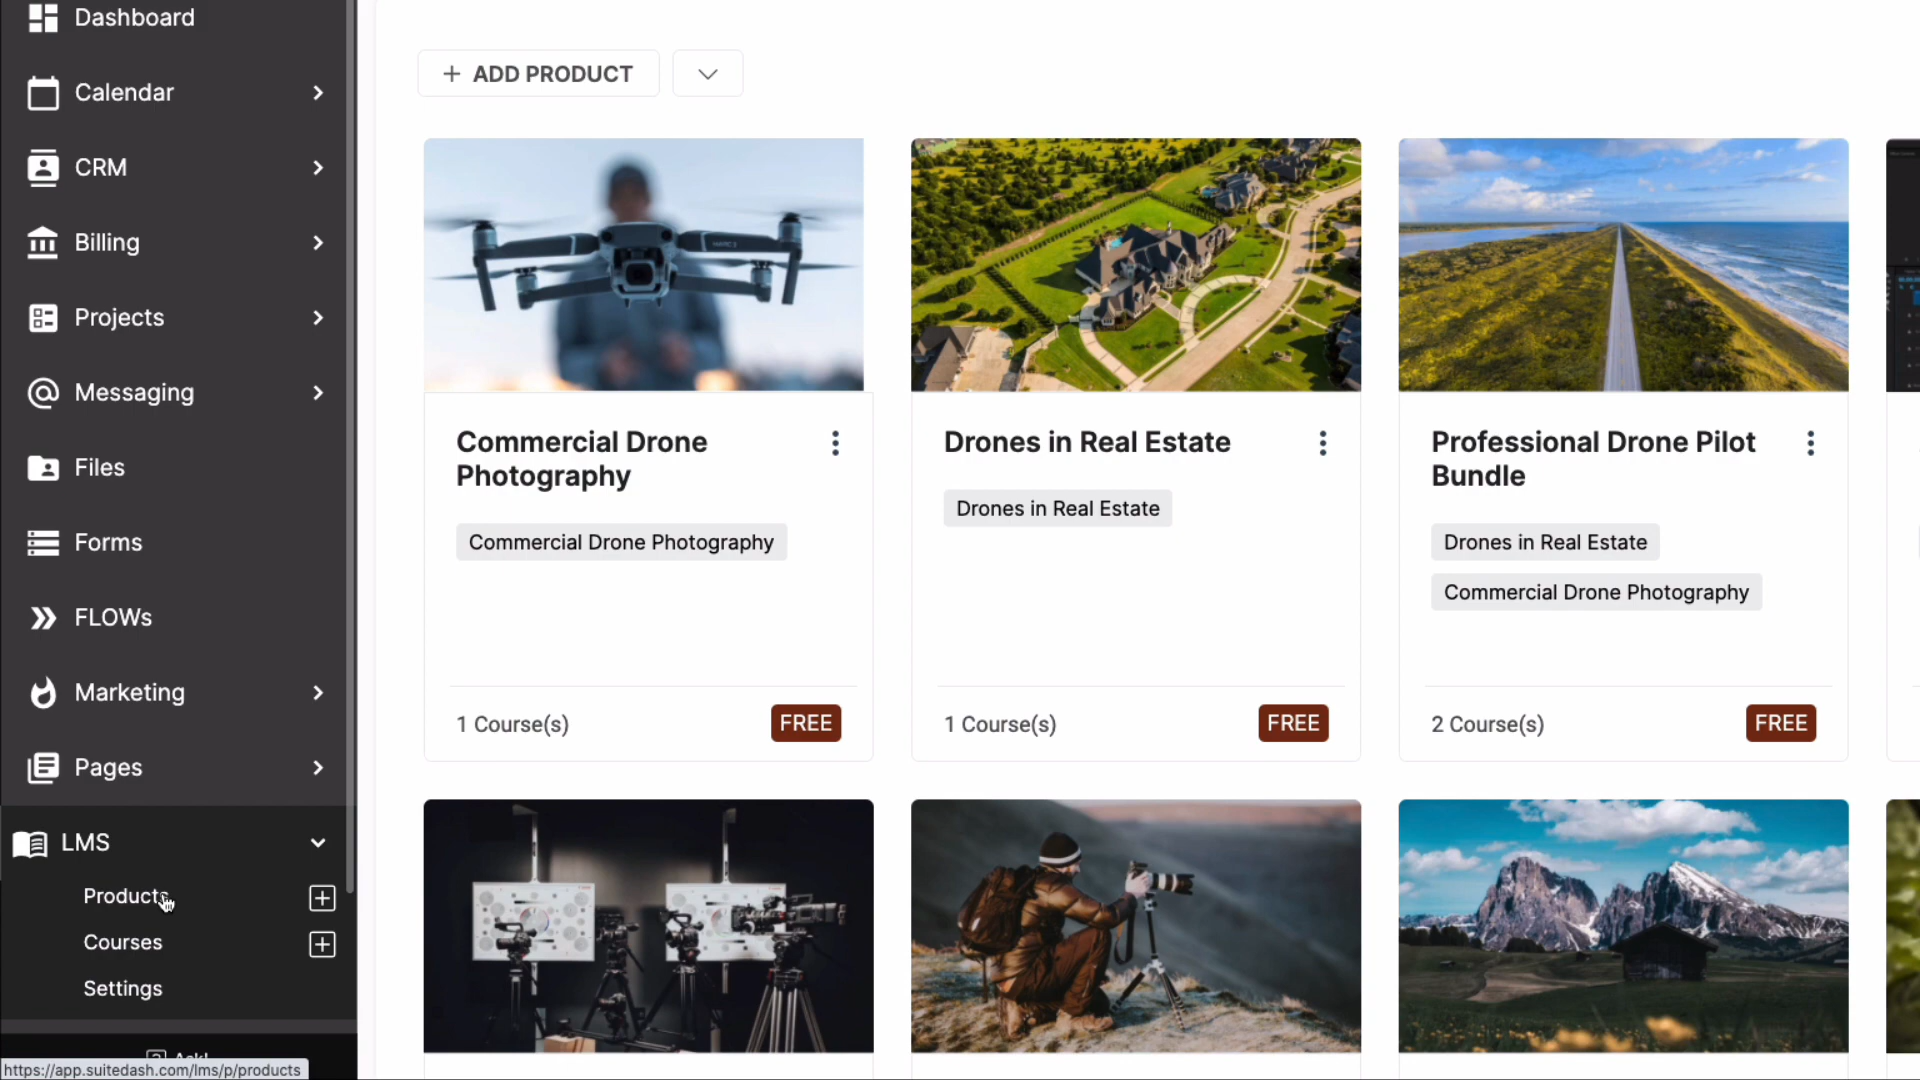 Dashboard
Calendar
CRM
Billing
Projects
Messaging
Files
Forms
FLOWs
Marketing
Pages
LMS
Products
Courses
Settings
Ask!
https://app.suitedash.com/lms/p/products
+ ADD PRODUCT
Commercial Drone
Photography
Commercial Drone Photography
1 Course(s)
FREE
Drones in Real Estate
Drones in Real Estate
1 Course(s)
FREE
Professional Drone Pilot
Bundle
Drones in Real Estate
Commercial Drone Photography
2 Course(s)
FREE